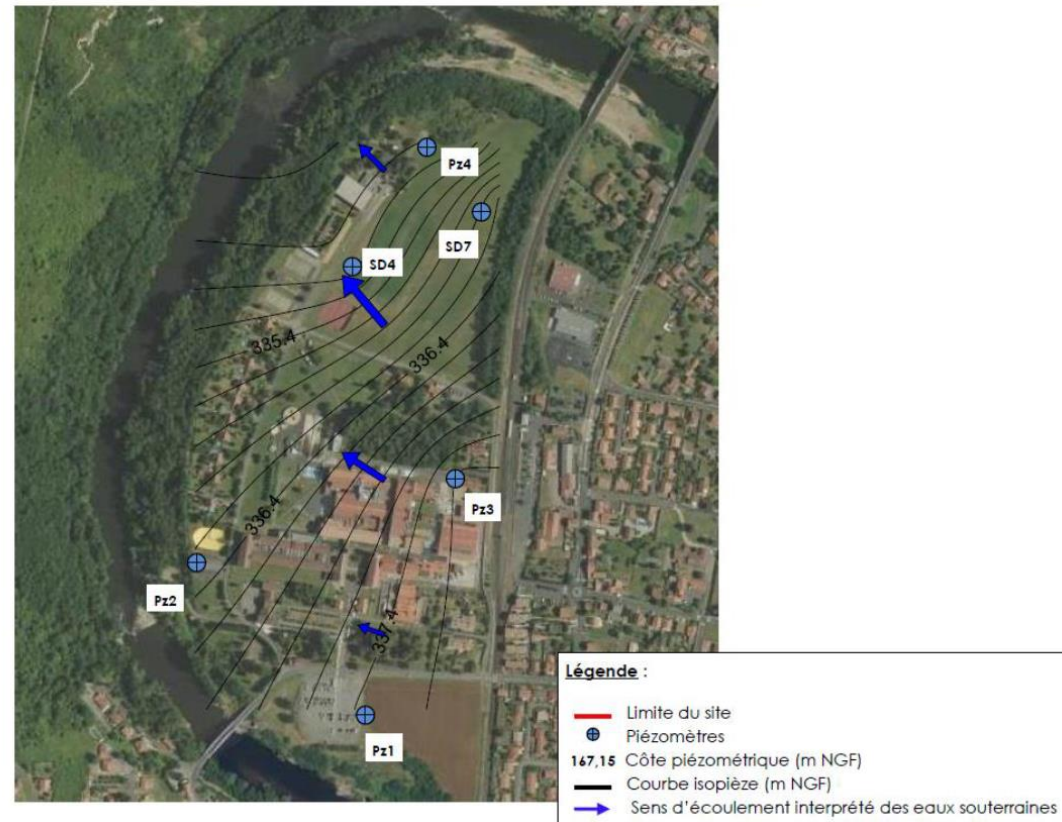 Pz4
SD7
SD4
335.4
336.4
Pz3
336.4
Pz2
337.4
Pz1
Légende :
Limite du site
Piézomètres
167,15 Côte piézométrique (m NGF)
Courbe isopièze (m NGF)
Sens d'écoulement interprété des eaux souterraines